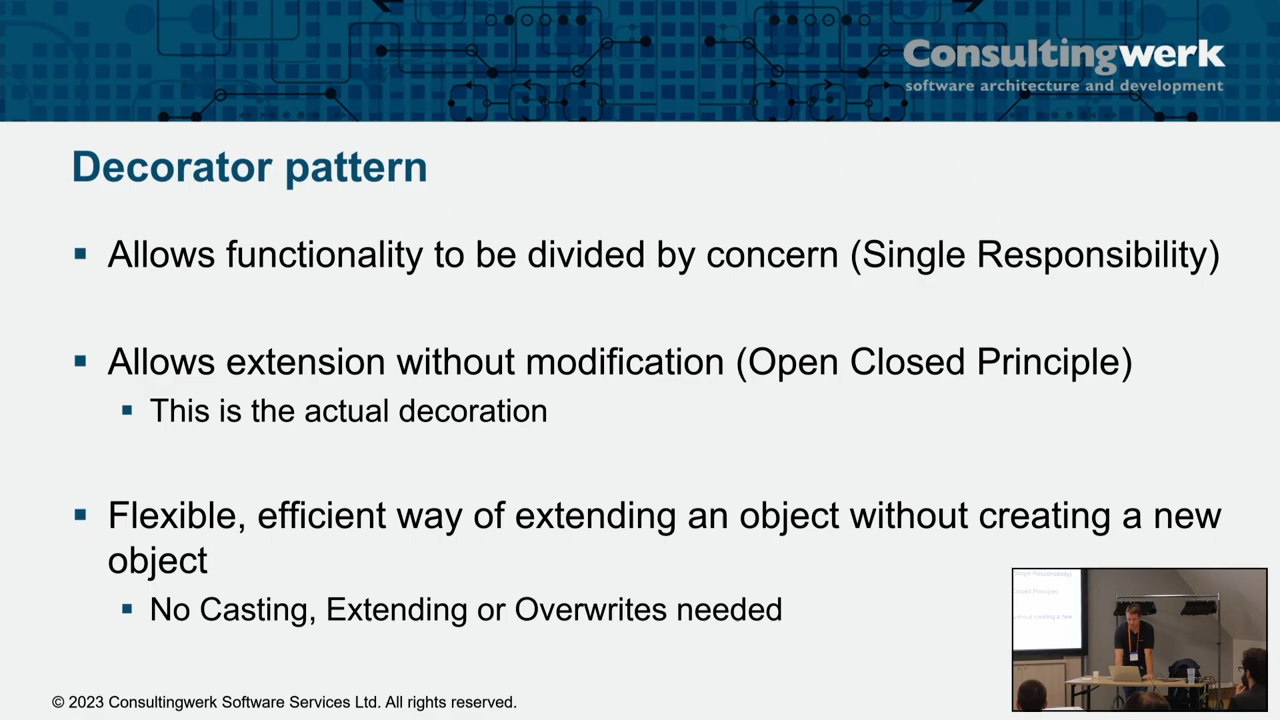 Consultingwerk
software architecture and development
Decorator pattern
Allows functionality to be divided by concern (Single Responsibility)
Allows extension without modification (Open Closed Principle)
This is the actual decoration
Flexible, efficient way of extending an object without creating a new
object
No Casting, Extending or Overwrites needed
© 2023 Consultingwerk Software Services Ltd. All rights reserved.